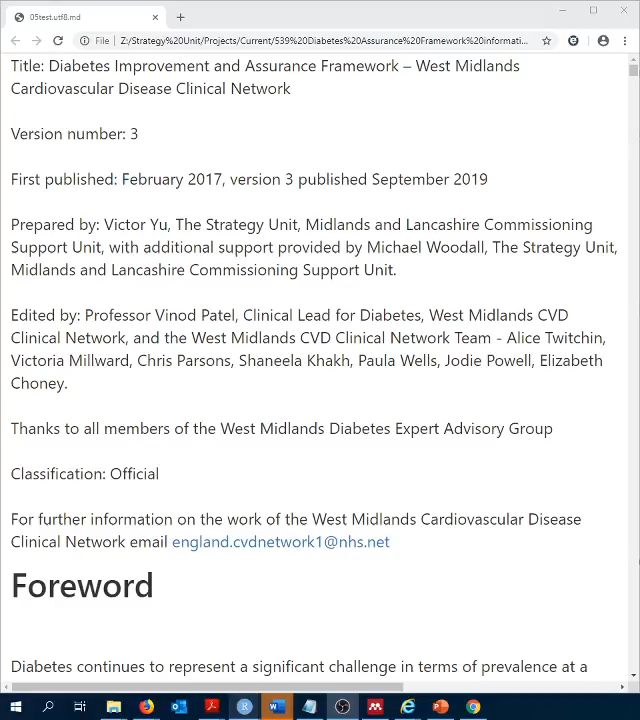 05test.utf8.md
File
Z:/Strategy%20Unit/Projects/Current/539%20Diabetes%20Assurance%20Framework%20informati...
Title: Diabetes Improvement and Assurance Framework – West Midlands
Cardiovascular Disease Clinical Network
Version number: 3
First published: February 2017, version 3 published September 2019
Prepared by: Victor Yu, The Strategy Unit, Midlands and Lancashire Commissioning
Support Unit, with additional support provided by Michael Woodall, The Strategy Unit,
Midlands and Lancashire Commissioning Support Unit.
Edited by: Professor Vinod Patel, Clinical Lead for Diabetes, West Midlands CVD
Clinical Network, and the West Midlands CVD Clinical Network Team - Alice Twitchin,
Victoria Millward, Chris Parsons, Shaneela Khakh, Paula Wells, Jodie Powell, Elizabeth
Choney.
Thanks to all members of the West Midlands Diabetes Expert Advisory Group
Classification: Official
For further information on the work of the West Midlands Cardiovascular Disease
Clinical Network email england.cvdnetwork1@nhs.net
Foreword
Diabetes continues to represent a significant challenge in terms of prevalence at a